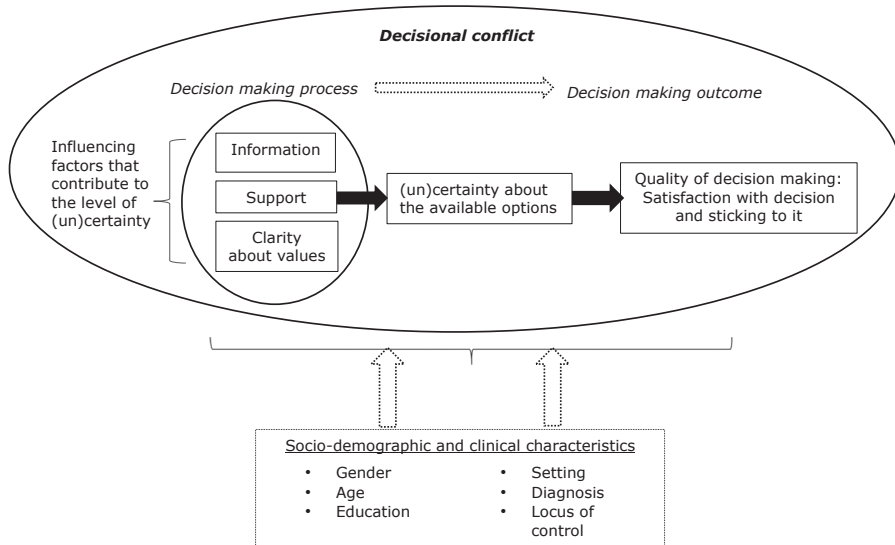 Decisional conflict
Decision making process
Decision making outcome
Influencing
factors that
contribute to
the level of
(un)certainty
Information
Support
Clarity
about values
(un)certainty about
the available options
Quality of decision making:
Satisfaction with decision
and sticking to it
Socio-demographic and clinical characteristics
• Gender
• Age
• Education
• Setting
• Diagnosis
• Locus of
control